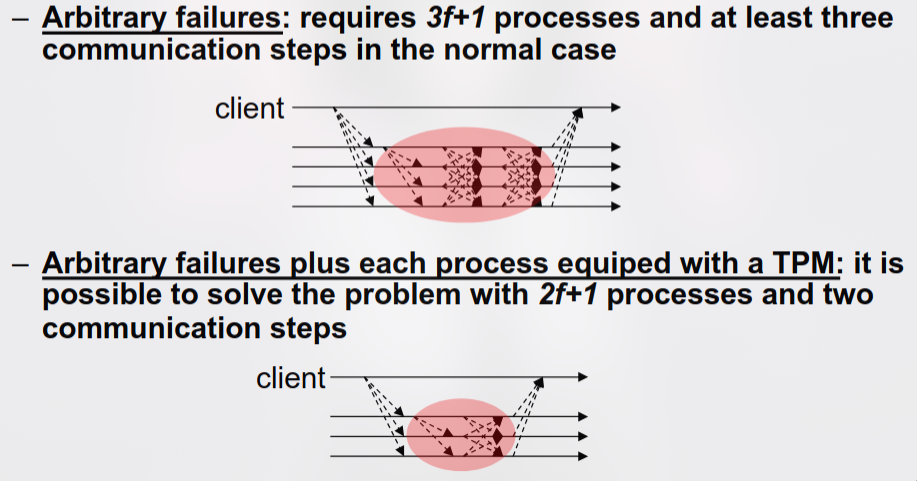 – Arbitrary failures: requires 3f+1 processes and at least three
communication steps in the normal case
client
– Arbitrary failures plus each process equiped with a TPM: it is
possible to solve the problem with 2f+1 processes and two
communication steps
client